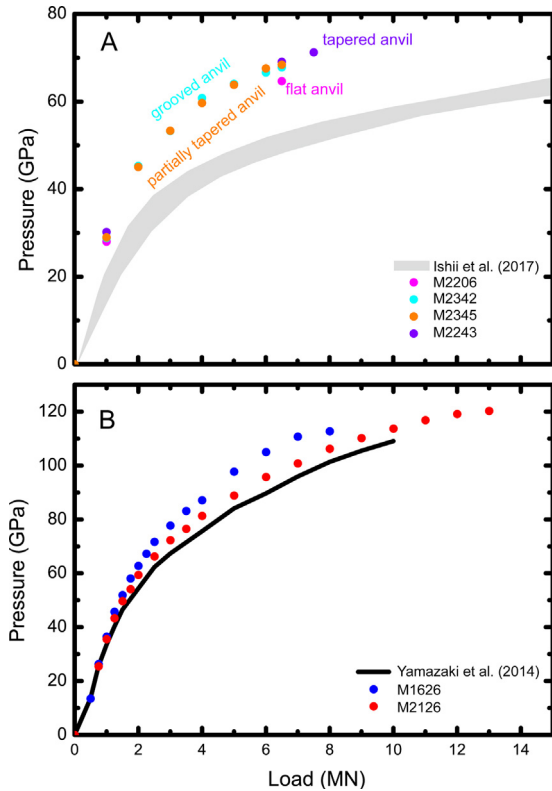 A
tapered anvil
grooved anvil
flat anvil
partially tapered anvil
Pressure (GPa)
80
60
40
20
0
Ishii et al. (2017)
M2206
M2342
M2345
M2243
B
Pressure (GPa)
120
100
80
60
40
20
0
Yamazaki et al. (2014)
M1626
M2126
0 2 4 6 8 10 12 14
Load (MN)